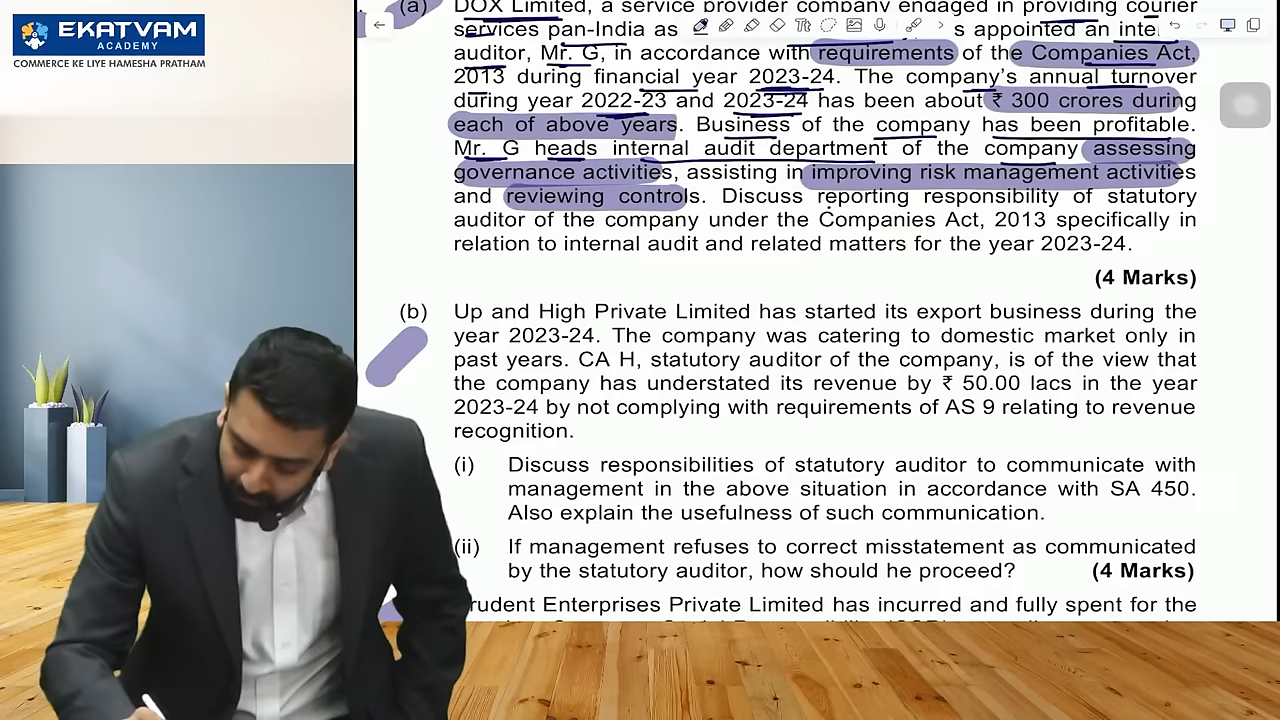 EKATVAM
ACADEMY
COMMERCE KE LIYE HAMESHA PRATHAM
(a) DOX Limited, a service provider company engaged in providing courier
services pan-India as s appointed an
auditor, Mr. G, in accordance with requirements of the Companies Act,
2013 during financial year 2023-24. The company's annual turnover
during year 2022-23 and 2023-24 has been about ₹ 300 crores during
each of above years. Business of the company has been profitable.
Mr. G heads internal audit department of the company assessing
governance activities, assisting in improving risk management activities
and reviewing controls. Discuss reporting responsibility of statutory
auditor of the company under the Companies Act, 2013 specifically in
relation to internal audit and related matters for the year 2023-24.
(4 Marks)
(b) Up and High Private Limited has started its export business during the
year 2023-24. The company was catering to domestic market only in
past years. CA H, statutory auditor of the company, is of the view that
the company has understated its revenue by ₹ 50.00 lacs in the year
2023-24 by not complying with requirements of AS 9 relating to revenue
recognition.
(i) Discuss responsibilities of statutory auditor to communicate with
management in the above situation in accordance with SA 450.
Also explain the usefulness of such communication.
(ii) If management refuses to correct misstatement as communicated
by the statutory auditor, how should he proceed? (4 Marks)
rudent Enterprises Private Limited has incurred and fully spent for the